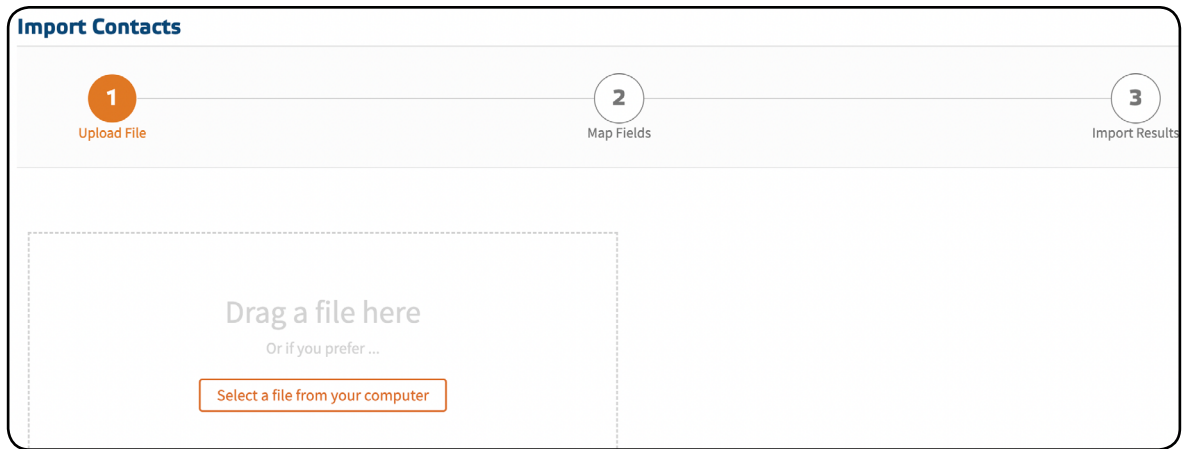 Import Contacts
1
Upload File
2
Map Fields
3
Import Results
Drag a file here
Or if you prefer ...
Select a file from your computer